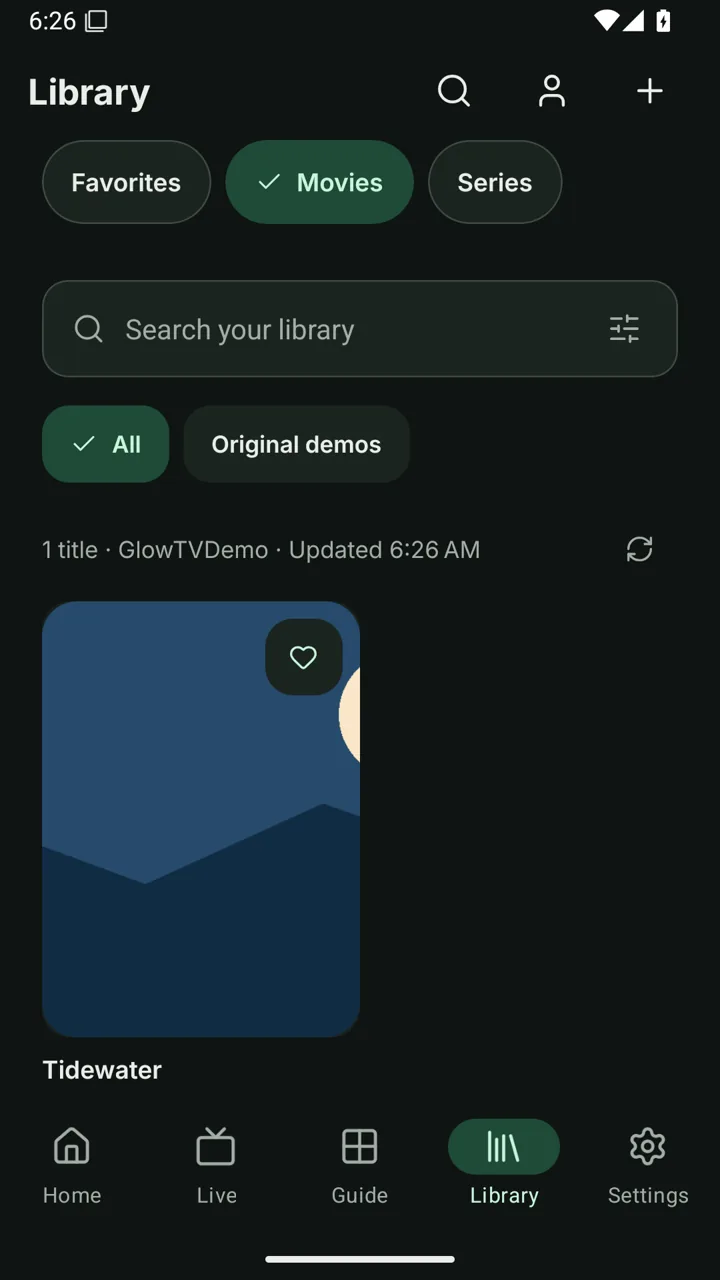 6:26
Library
Favorites
Movies
Series
Search your library
All
Original demos
1 title · GlowTVDemo · Updated 6:26 AM
Tidewater
Home
Live
Guide
Library
Settings